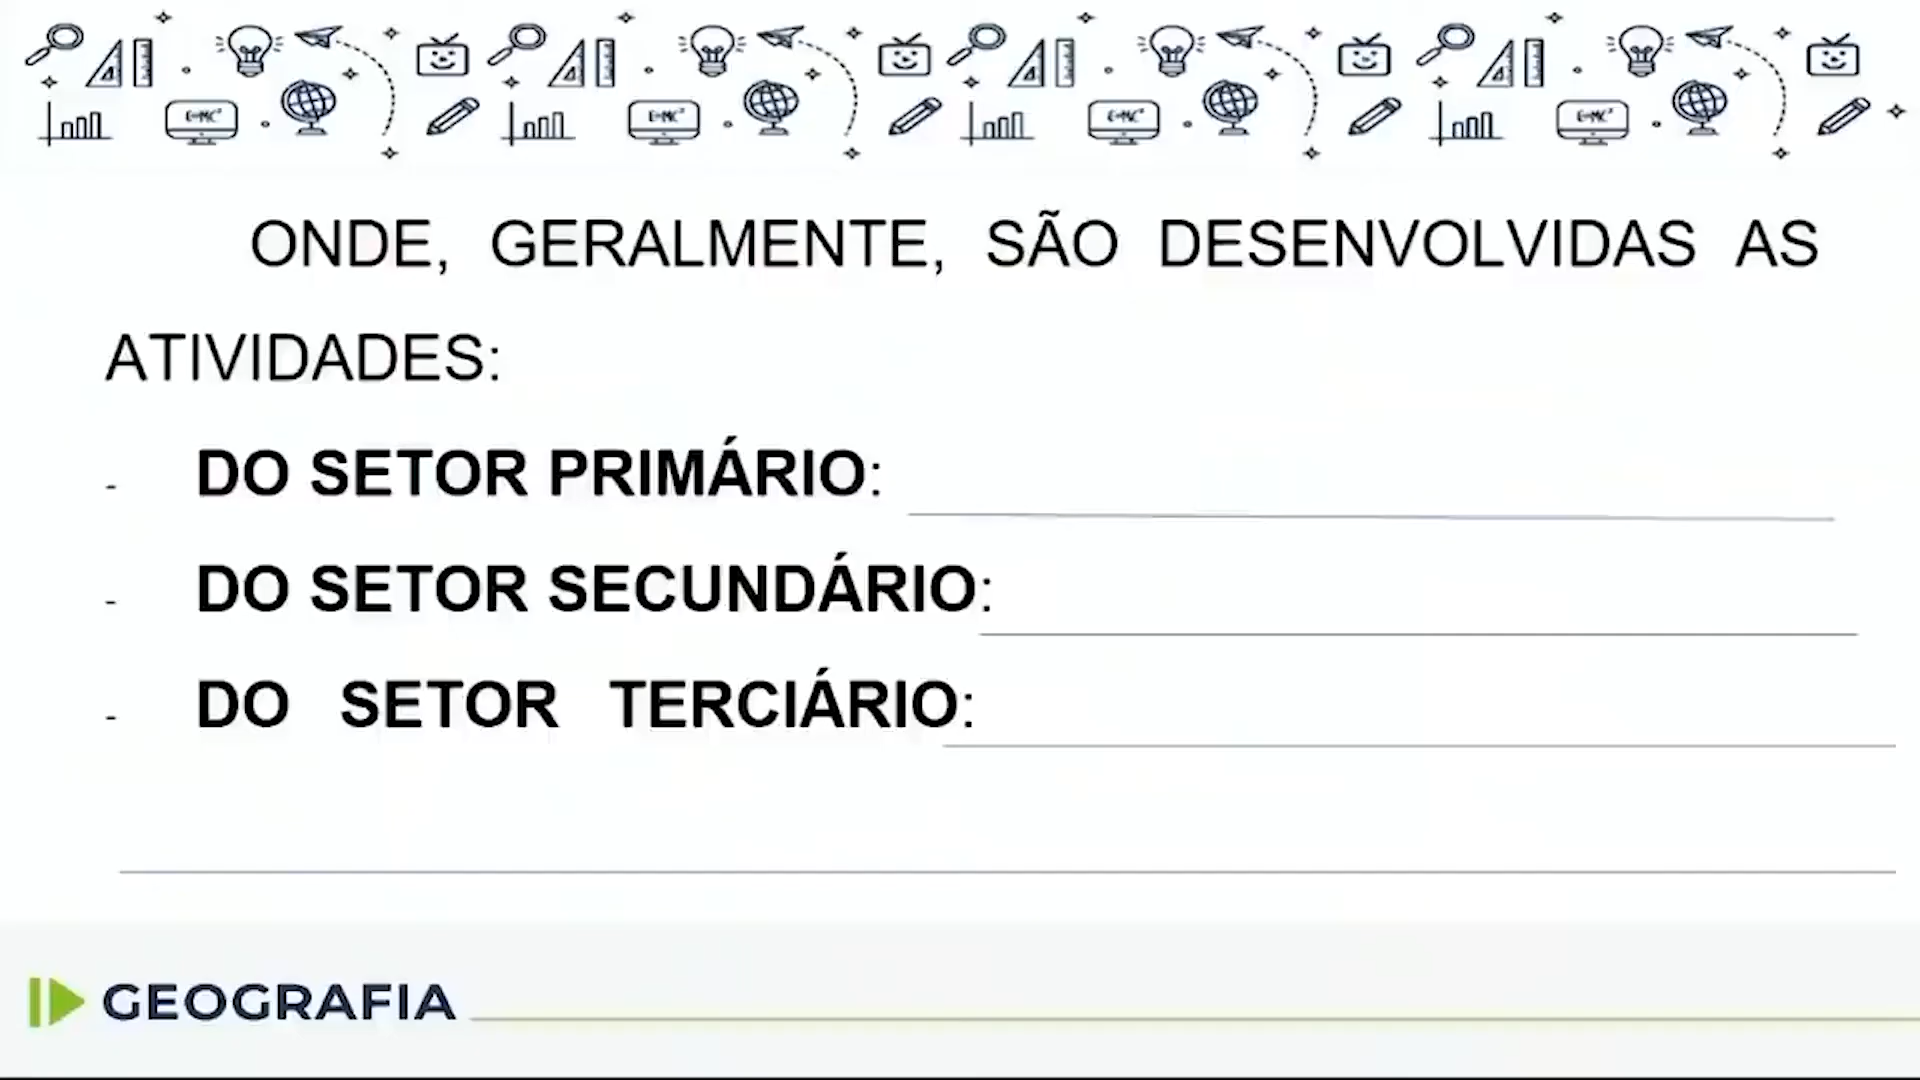 ONDE, GERALMENTE, SÃO DESENVOLVIDAS AS
ATIVIDADES:
- DO SETOR PRIMÁRIO:
- DO SETOR SECUNDÁRIO:
- DO SETOR TERCIÁRIO:
GEOGRAFIA